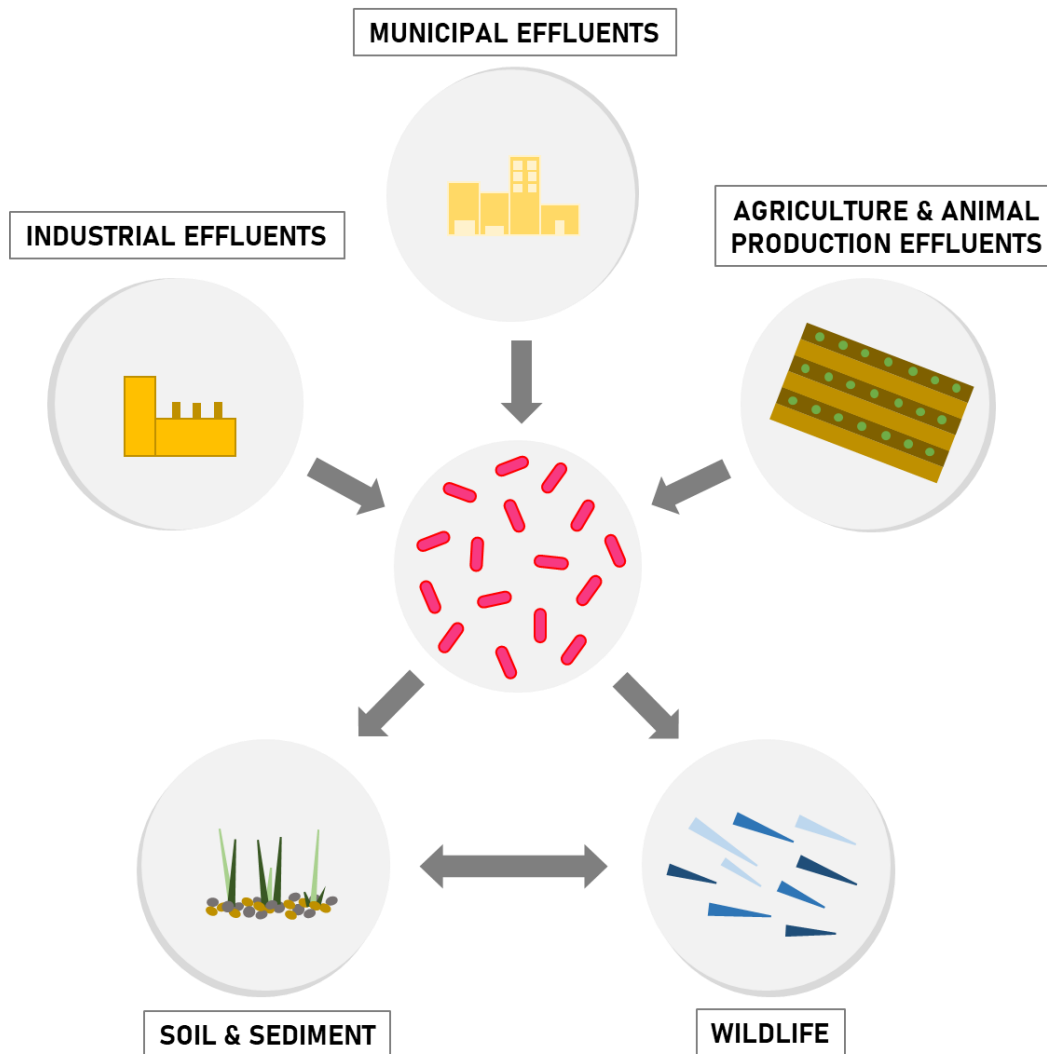 MUNICIPAL EFFLUENTS
INDUSTRIAL EFFLUENTS
AGRICULTURE & ANIMAL
PRODUCTION EFFLUENTS
SOIL & SEDIMENT
WILDLIFE